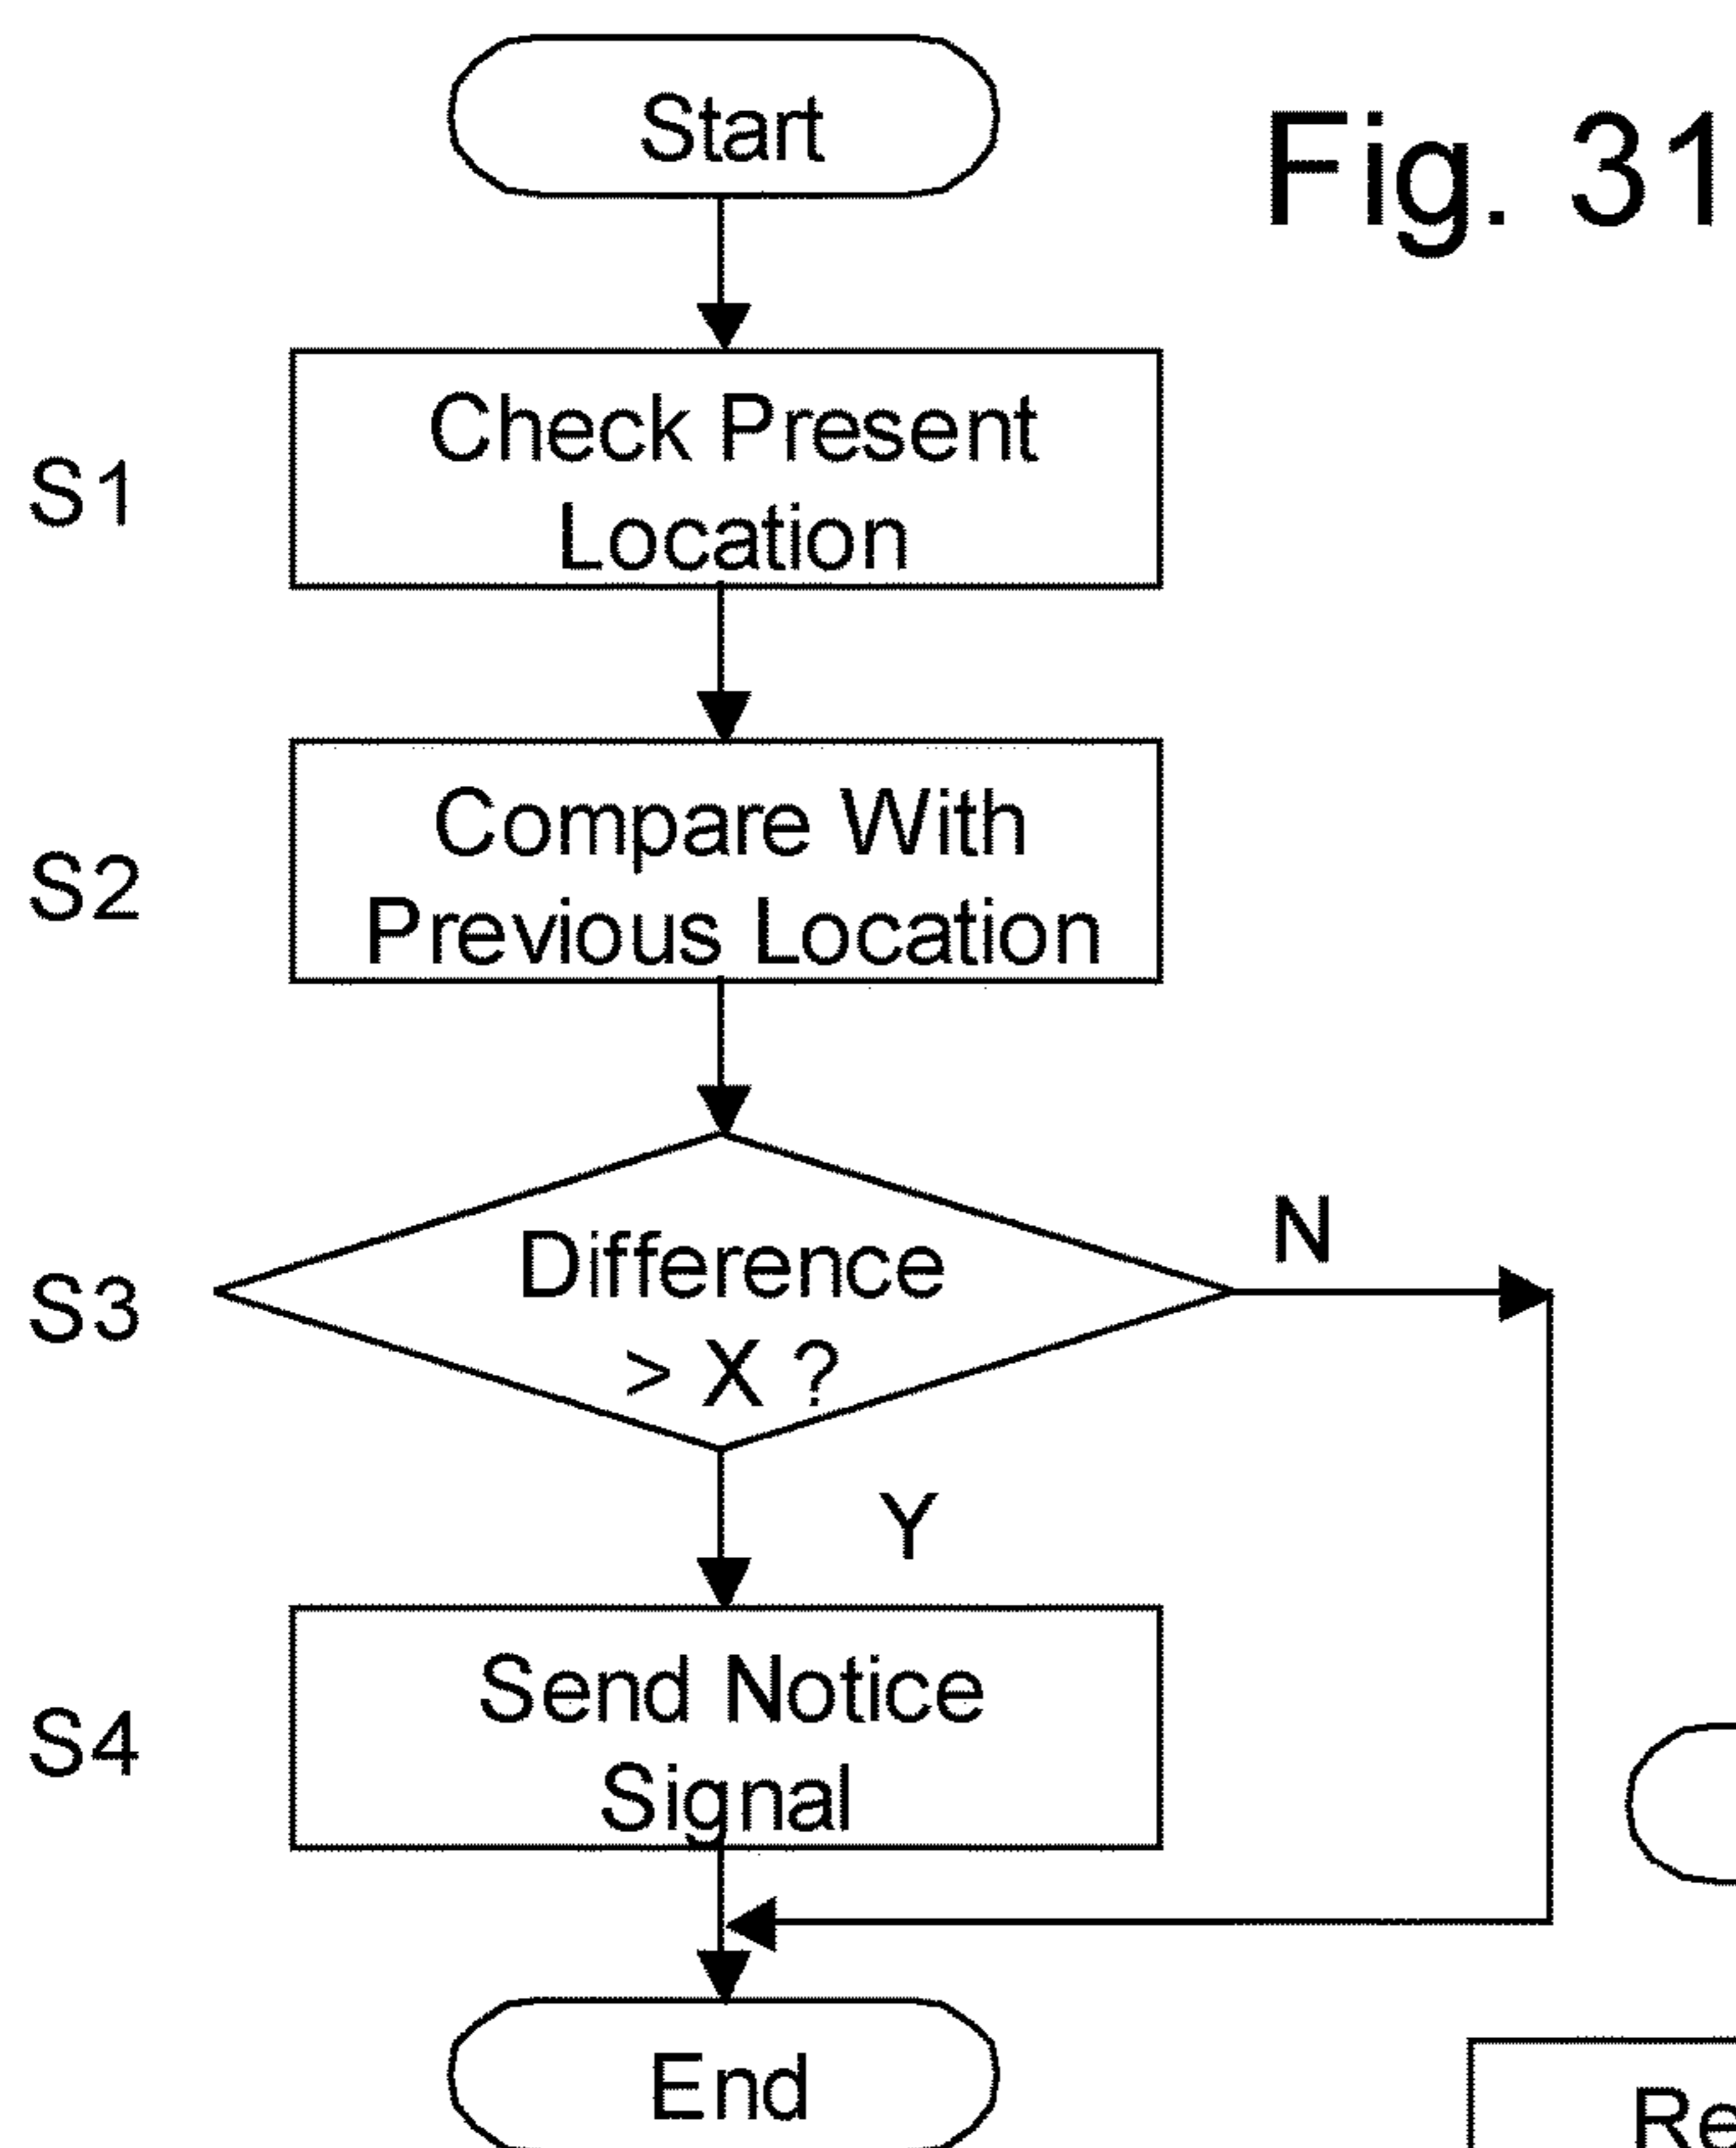 Start
Fig. 31
S1
Check Present
Location
S2
Compare With
Previous Location
S3
Difference
> X ?
N
Y
S4
Send Notice
Signal
End